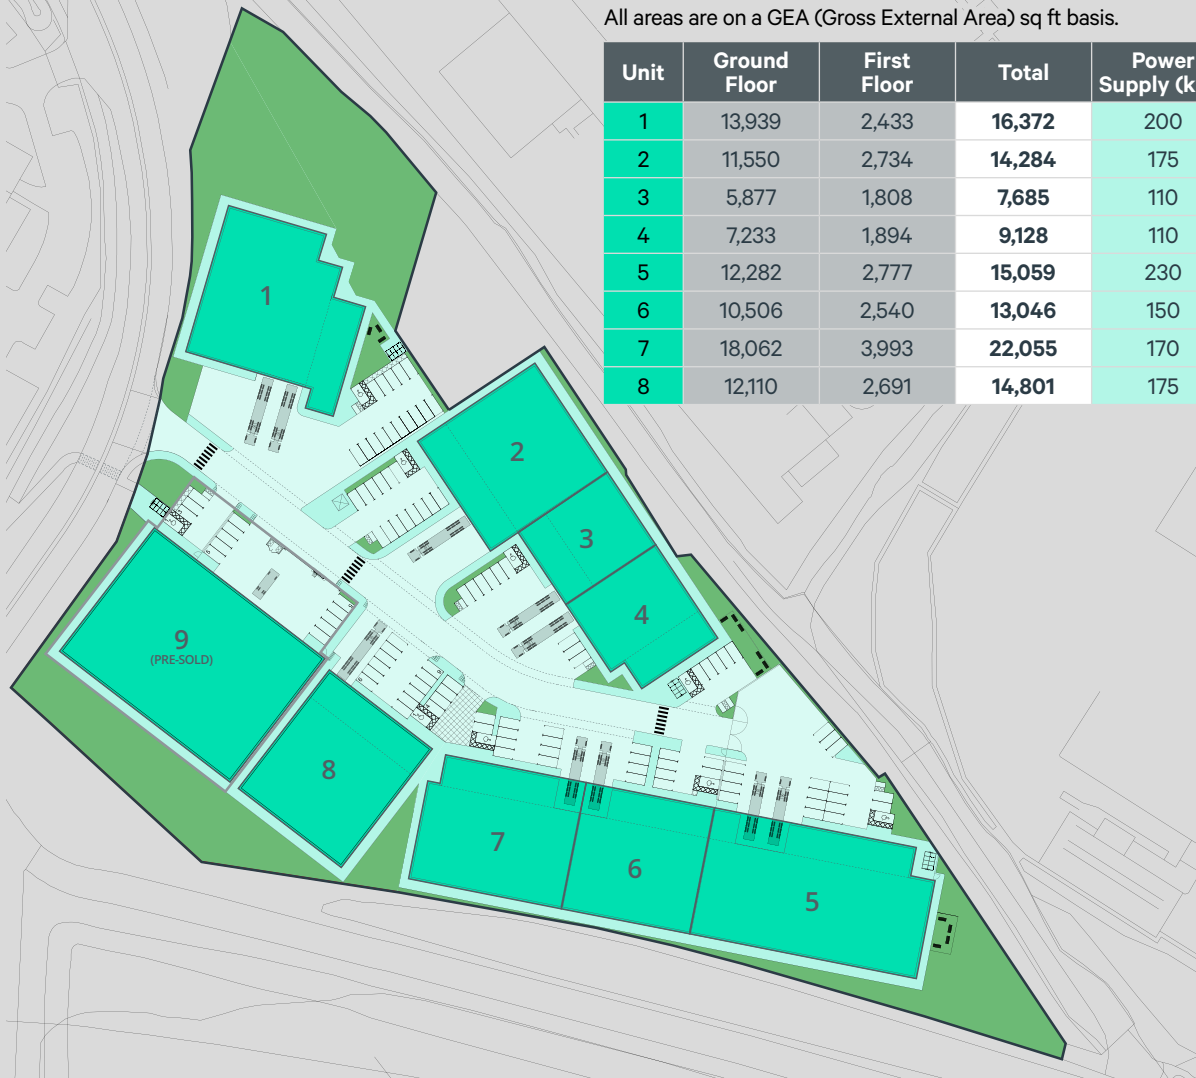 All areas are on a GEA (Gross External Area) sq ft basis.
Unit Ground Floor First Floor Total Power Supply (k
1 13,939 2,433 16,372 200
2 11,550 2,734 14,284 175
3 5,877 1,808 7,685 110
4 7,233 1,894 9,128 110
5 12,282 2,777 15,059 230
6 10,506 2,540 13,046 150
7 18,062 3,993 22,055 170
8 12,110 2,691 14,801 175
1
2
3
4
9
(PRE-SOLD)
8
7
6
5